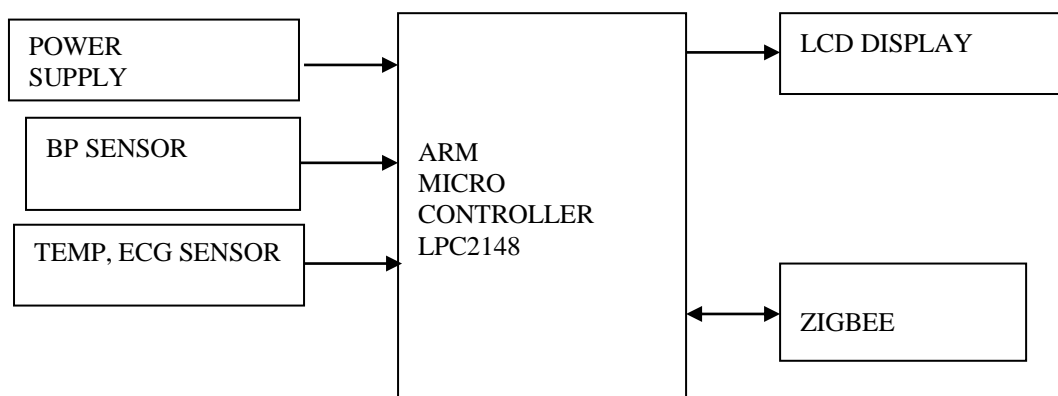 POWER
SUPPLY
BP SENSOR
TEMP, ECG SENSOR
ARM
MICRO
CONTROLLER
LPC2148
LCD DISPLAY
ZIGBEE